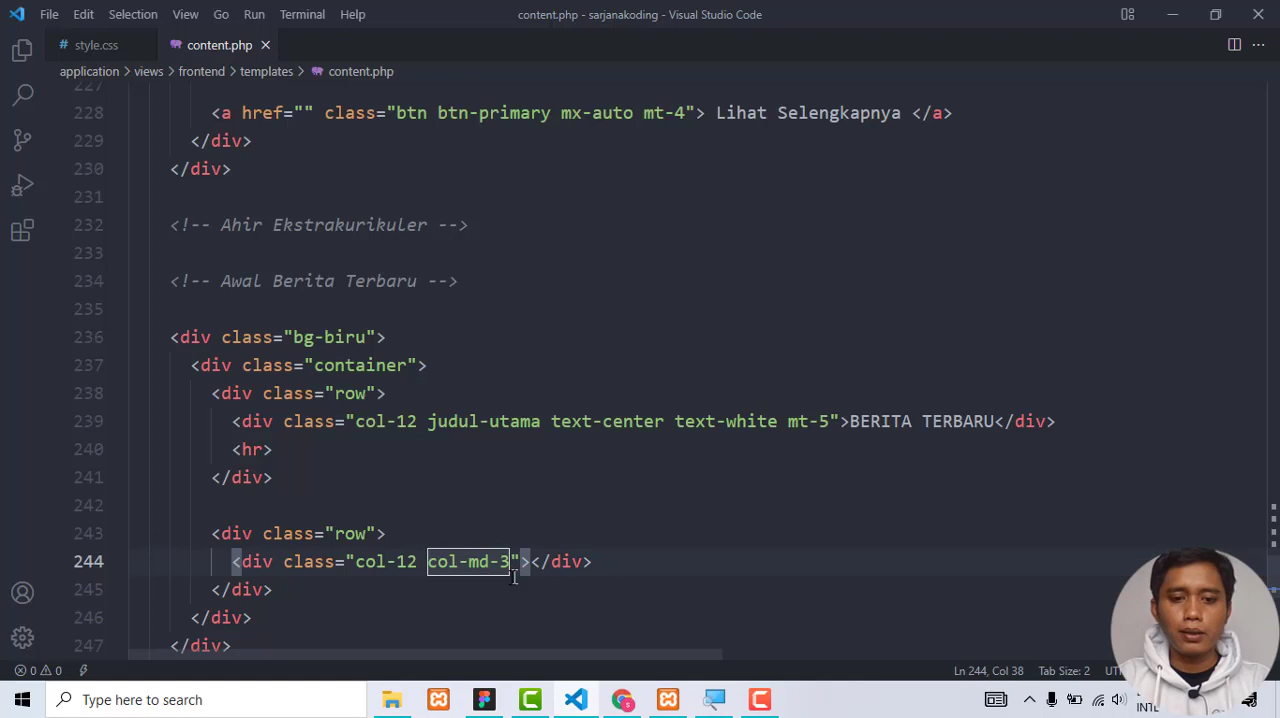 File Edit Selection View Go Run Terminal Help content.php - sarjanakoding - Visual Studio Code
# style.css content.php
application > views > frontend > templates > content.php
227
228 <a href="" class="btn btn-primary mx-auto mt-4"> Lihat Selengkapnya </a>
229 </div>
230 </div>
231
232 <!-- Ahir Ekstrakurikuler -->
233
234 <!-- Awal Berita Terbaru -->
235
236 <div class="bg-biru">
237 <div class="container">
238 <div class="row">
239 <div class="col-12 judul-utama text-center text-white mt-5">BERITA TERBARU</div>
240 <hr>
241 </div>
242
243 <div class="row">
244 <div class="col-12 col-md-3"></div>
245 </div>
246 </div>
247 </div>
0 0 Ln 244, Col 38 Tab Size: 2
Type here to search INTL